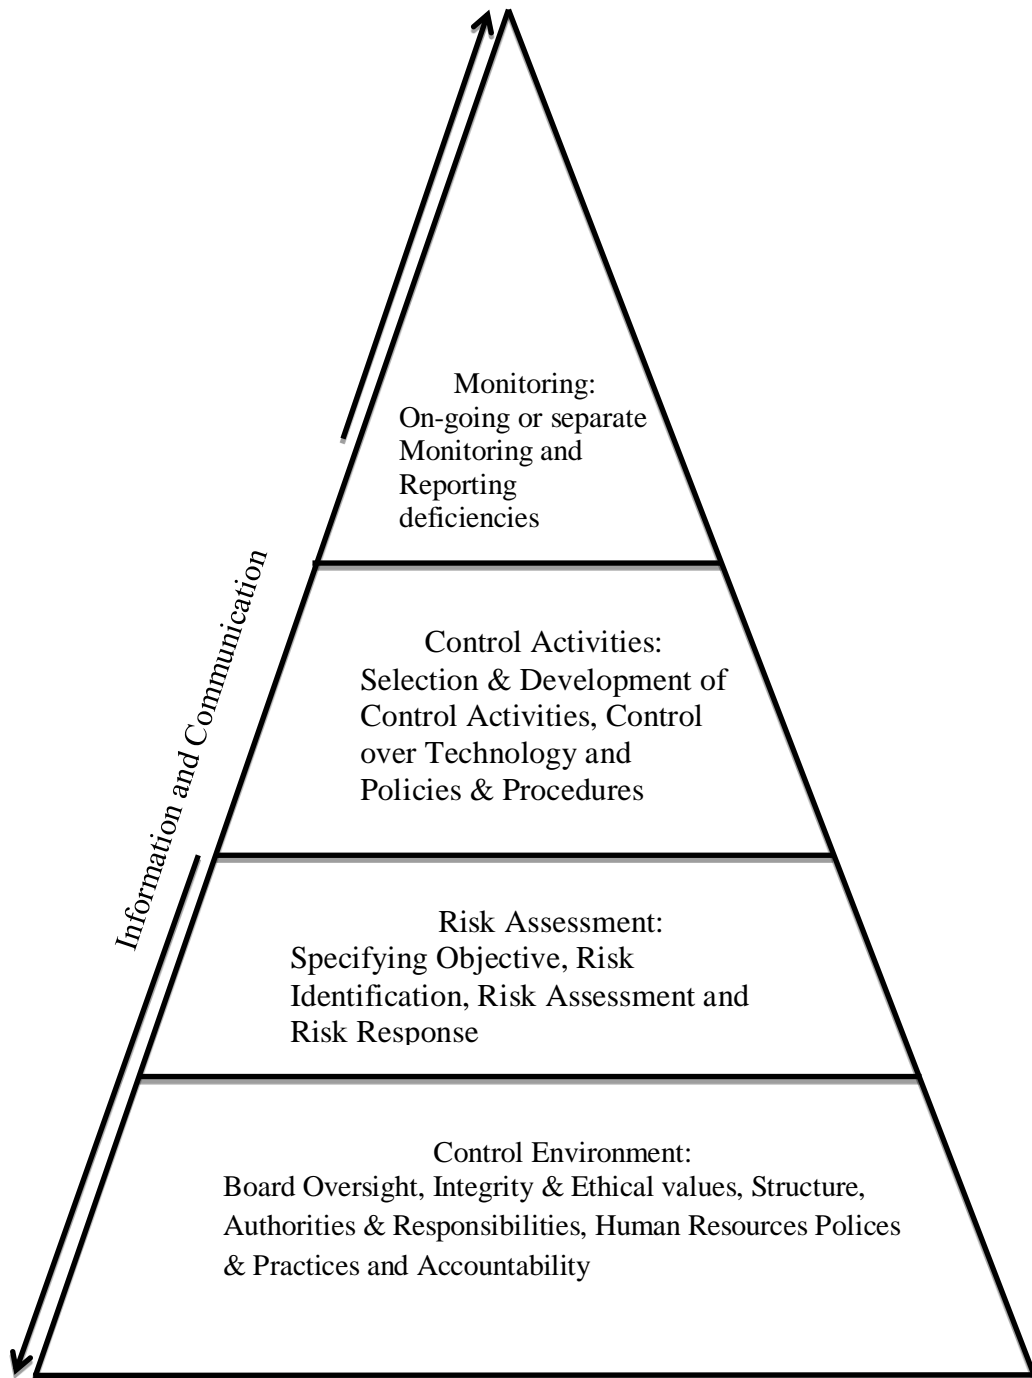 Monitoring:
On-going or separate
Monitoring and
Reporting
deficiencies
Information and Communication
Control Activities:
Selection & Development of
Control Activities, Control
over Technology and
Policies & Procedures
Risk Assessment:
Specifying Objective, Risk
Identification, Risk Assessment and
Risk Response
Control Environment:
Board Oversight, Integrity & Ethical values, Structure,
Authorities & Responsibilities, Human Resources Polices
& Practices and Accountability